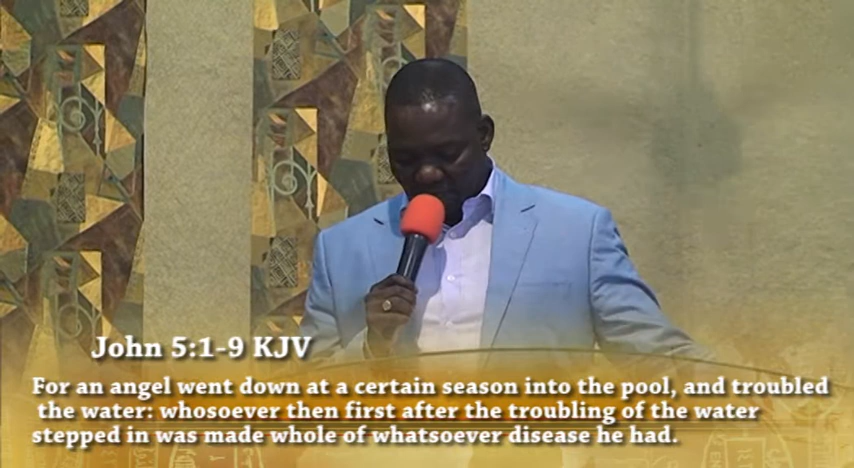 John 5:1-9 KJV
For an angel went down at a certain season into the pool, and troubled
the water: whosoever then first after the troubling of the water
stepped in was made whole of whatsoever disease he had.